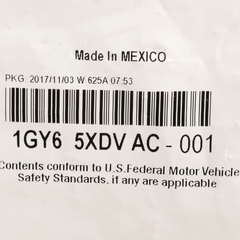 Made In MEXICO
PKG: 2017/11/03 W 625A 07:53
1GY6 5XDV AC - 001
Contents conform to U.S.Federal Motor Vehicle
Safety Standards, if any are applicable